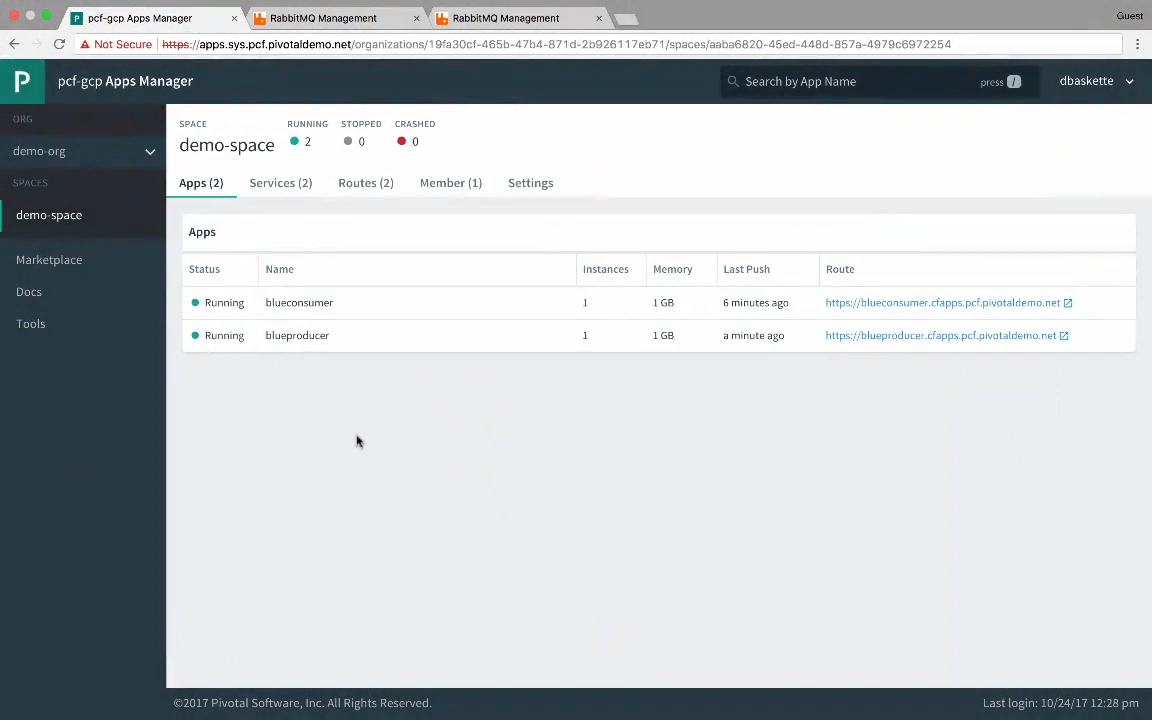 pcf-gcp Apps Manager
RabbitMQ Management
RabbitMQ Management
Guest
Not Secure
https://apps.sys.pcf.pivotaldemo.net/organizations/19fa30cf-465b-47b4-871d-2b926117eb71/spaces/aaba6820-45ed-448d-857a-4979c6972254
P
pcf-gcp Apps Manager
Search by App Name
press /
dbaskette
ORG
demo-org
SPACES
demo-space
Marketplace
Docs
Tools
SPACE
demo-space
RUNNING
2
STOPPED
0
CRASHED
0
Apps (2) Services (2) Routes (2) Member (1) Settings
Apps
Status Name Instances Memory Last Push Route
Running blueconsumer 1 1 GB 6 minutes ago https://blueconsumer.cfapps.pcf.pivotaldemo.net
Running blueproducer 1 1 GB a minute ago https://blueproducer.cfapps.pcf.pivotaldemo.net
©2017 Pivotal Software, Inc. All Rights Reserved.
Last login: 10/24/17 12:28 pm